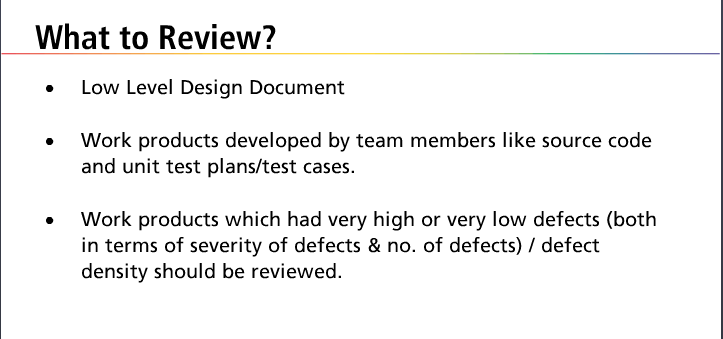 What to Review?
• Low Level Design Document
• Work products developed by team members like source code
and unit test plans/test cases.
• Work products which had very high or very low defects (both
in terms of severity of defects & no. of defects) / defect
density should be reviewed.